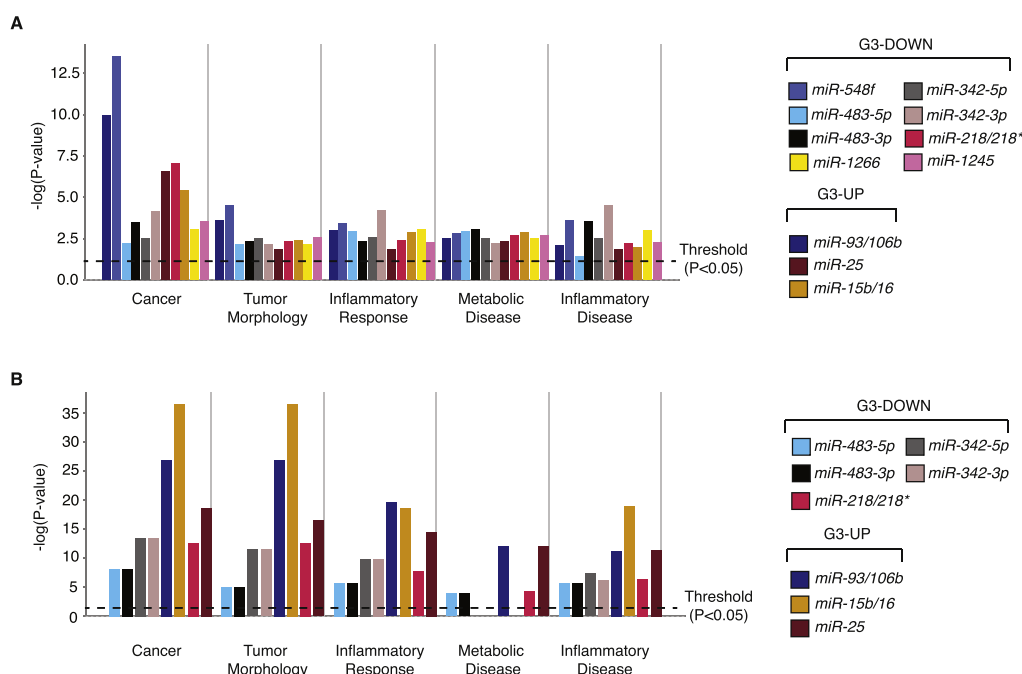 A
-log(P-value)
12.5
10.0
7.5
5.0
2.5
0.0
Threshold
(P<0.05)
Cancer
Tumor
Morphology
Inflammatory
Response
Metabolic
Disease
Inflammatory
Disease
G3-DOWN
miR-548f
miR-342-5p
miR-483-5p
miR-342-3p
miR-483-3p
miR-218/218*
miR-1266
miR-1245
G3-UP
miR-93/106b
miR-25
miR-15b/16
B
-log(P-value)
35
30
25
20
15
10
5
0
Threshold
(P<0.05)
Cancer
Tumor
Morphology
Inflammatory
Response
Metabolic
Disease
Inflammatory
Disease
G3-DOWN
miR-483-5p
miR-342-5p
miR-483-3p
miR-342-3p
miR-218/218*
G3-UP
miR-93/106b
miR-15b/16
miR-25